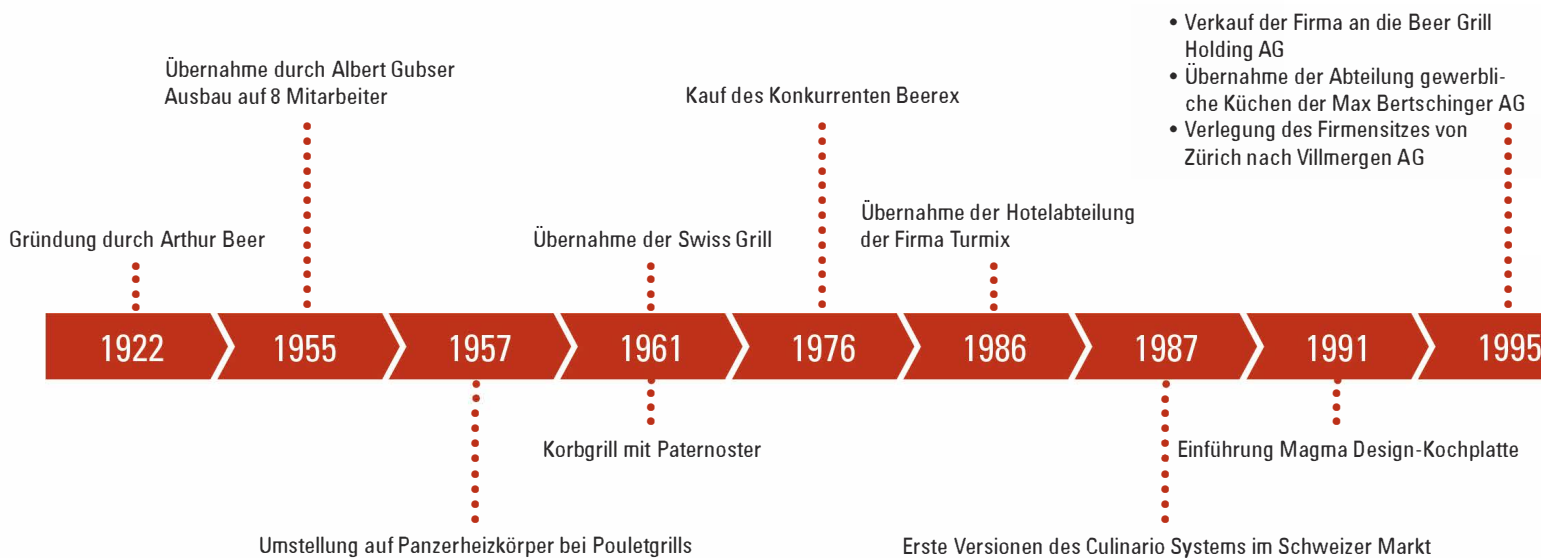 • Verkauf der Firma an die Beer Grill
Holding AG
• Übernahme der Abteilung gewerbli-
che Küchen der Max Bertschinger AG
• Verlegung des Firmensitzes von
Zürich nach Villmergen AG
Übernahme durch Albert Gubser
Ausbau auf 8 Mitarbeiter
Kauf des Konkurrenten Beerex
Übernahme der Hotelabteilung
der Firma Turmix
Gründung durch Arthur Beer
Übernahme der Swiss Grill
1922
1955
1957
1961
1976
1986
1987
1991
1995
Korbgrill mit Paternoster
Einführung Magma Design-Kochplatte
Umstellung auf Panzerheizkörper bei Pouletgrills
Erste Versionen des Culinario Systems im Schweizer Markt